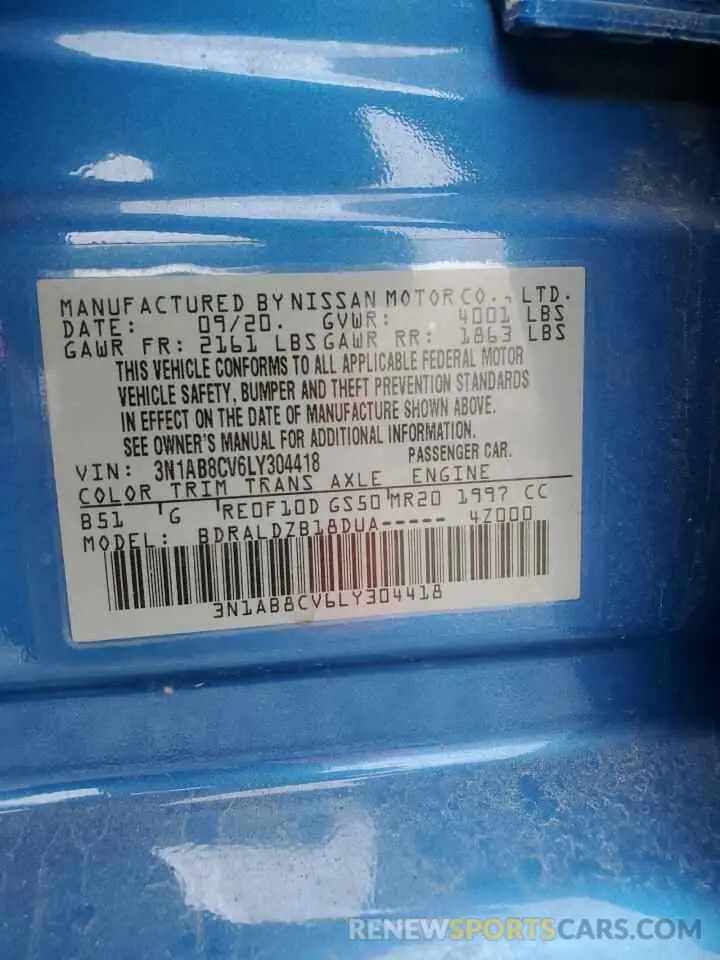 MANUFACTURED BY NISSAN MOTOR CO., LTD.
DATE: 09/20. GVWR: 4001 LBS
GAWR FR: 2161 LBS GAWR RR: 1863 LBS
THIS VEHICLE CONFORMS TO ALL APPLICABLE FEDERAL MOTOR
VEHICLE SAFETY, BUMPER AND THEFT PREVENTION STANDARDS
IN EFFECT ON THE DATE OF MANUFACTURE SHOWN ABOVE.
SEE OWNER'S MANUAL FOR ADDITIONAL INFORMATION.
VIN: 3N1AB8CV6LY304418 PASSENGER CAR.
COLOR TRIM TRANS AXLE ENGINE
B51 G RE0F10D GS50 MR20 1997 CC
MODEL: BDRALDZB18DUA----- 4Z000
3N1AB8CV6LY304418
RENEWSPORTSCARS.COM